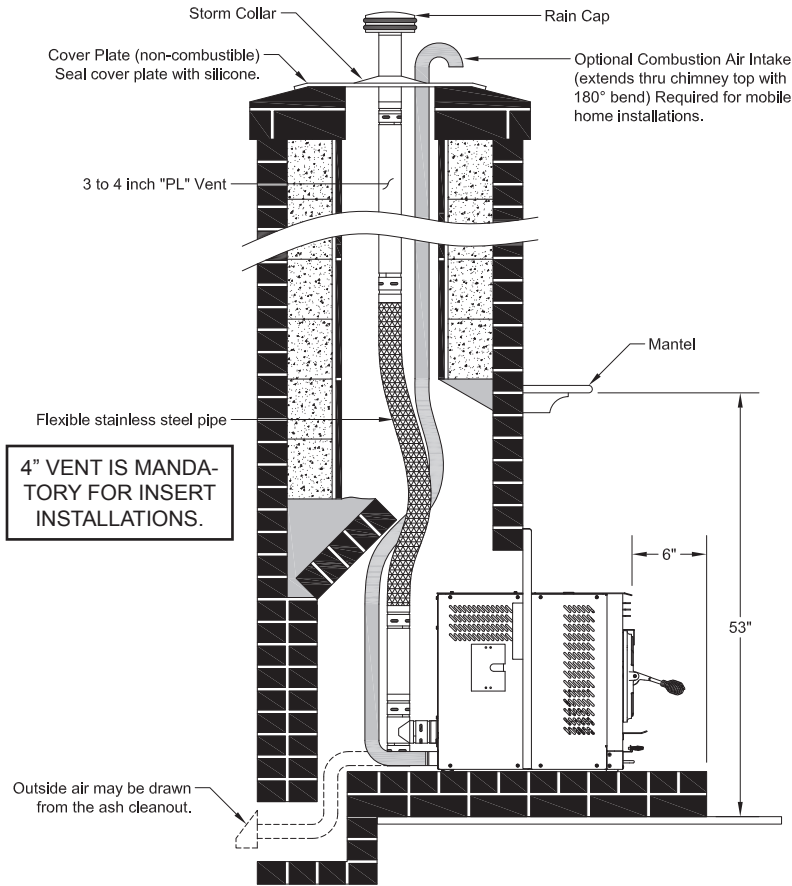 Storm Collar
Rain Cap
Cover Plate (non-combustible)
Seal cover plate with silicone.
Optional Combustion Air Intake
(extends thru chimney top with
180° bend) Required for mobile
home installations.
3 to 4 inch "PL" Vent
Mantel
Flexible stainless steel pipe
4” VENT IS MANDA-
TORY FOR INSERT
INSTALLATIONS.
6"
53"
Outside air may be drawn
from the ash cleanout.